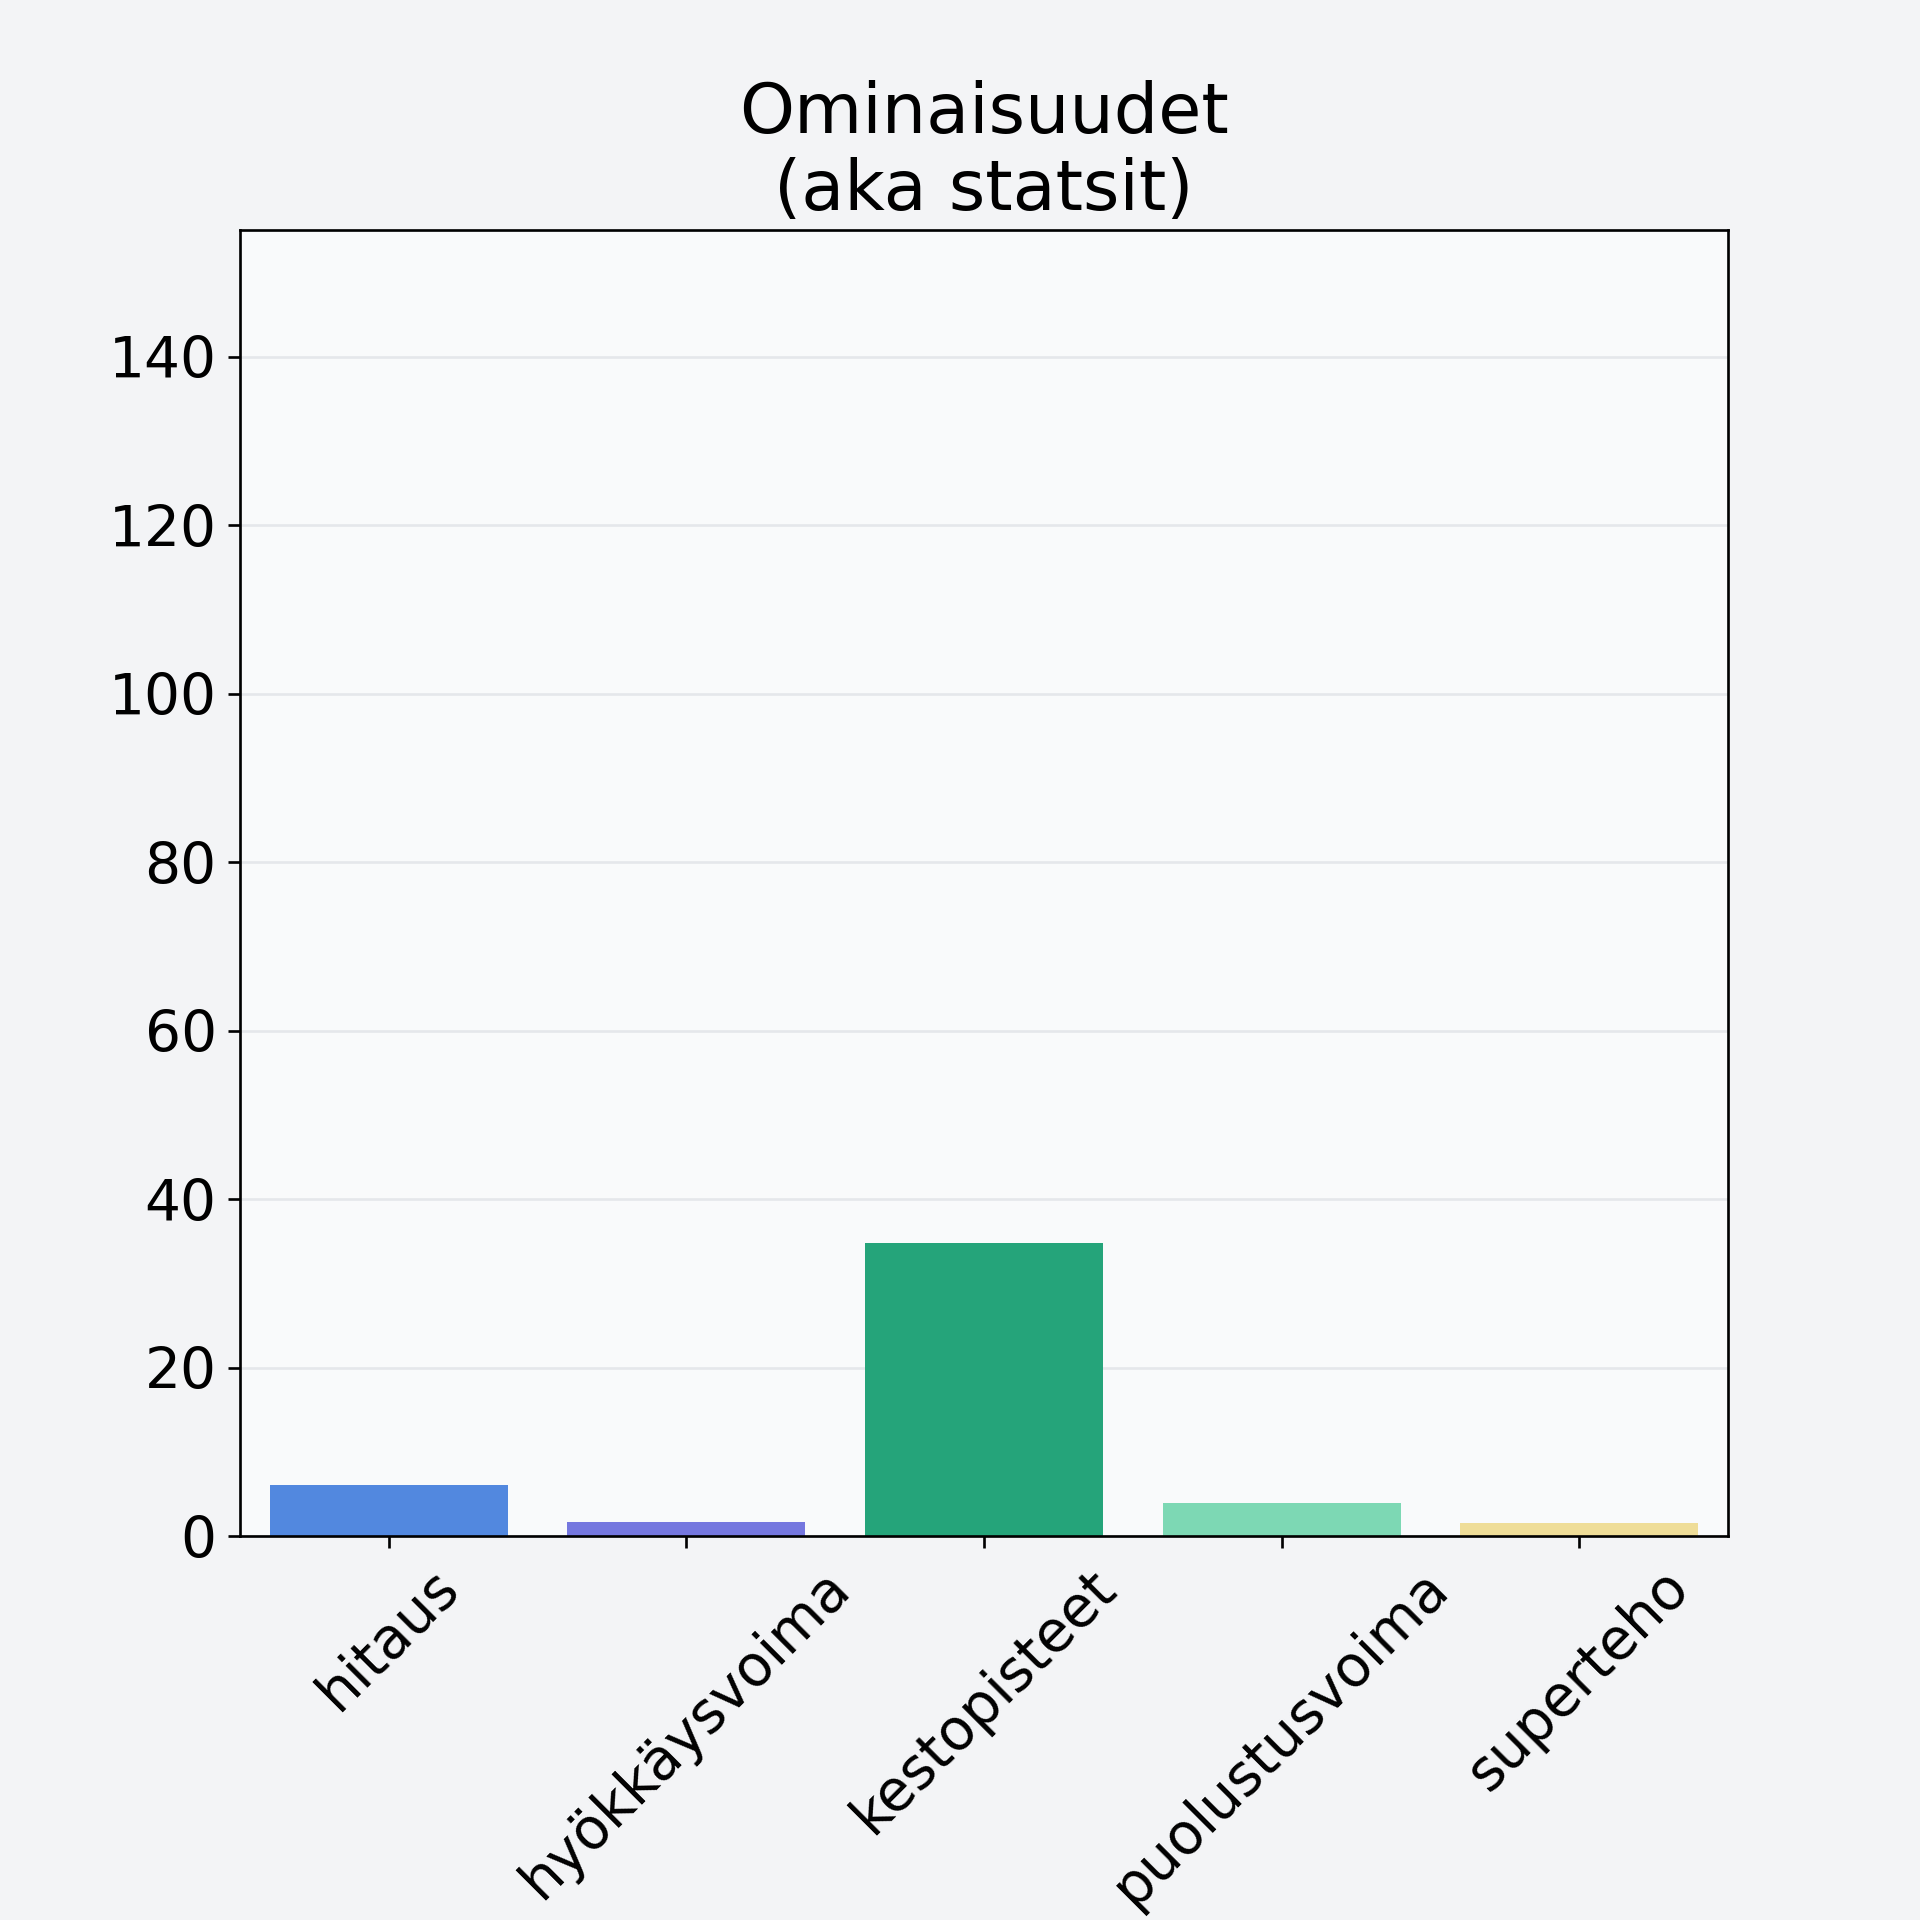 Ominaisuudet
(aka statsit)
140
120
100
80
60
40
20
0
hitaus
hyökkäysvoima
kestopisteet
puolustusvoima
superteho